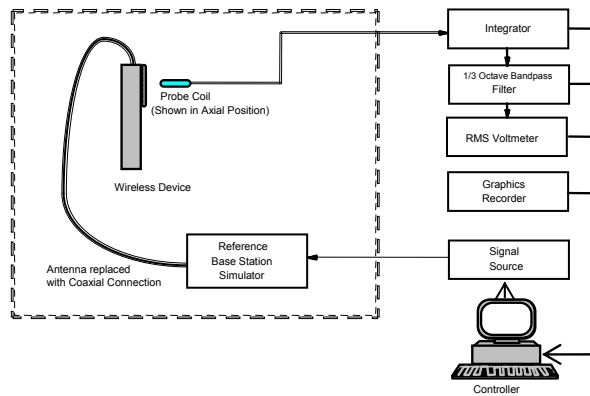 Integrator
1/3 Octave Bandpass
Filter
RMS Voltmeter
Graphics
Recorder
Signal
Source
Controller
Probe Coil
(Shown in Axial Position)
Wireless Device
Reference
Base Station
Simulator
Antenna replaced
with Coaxial Connection